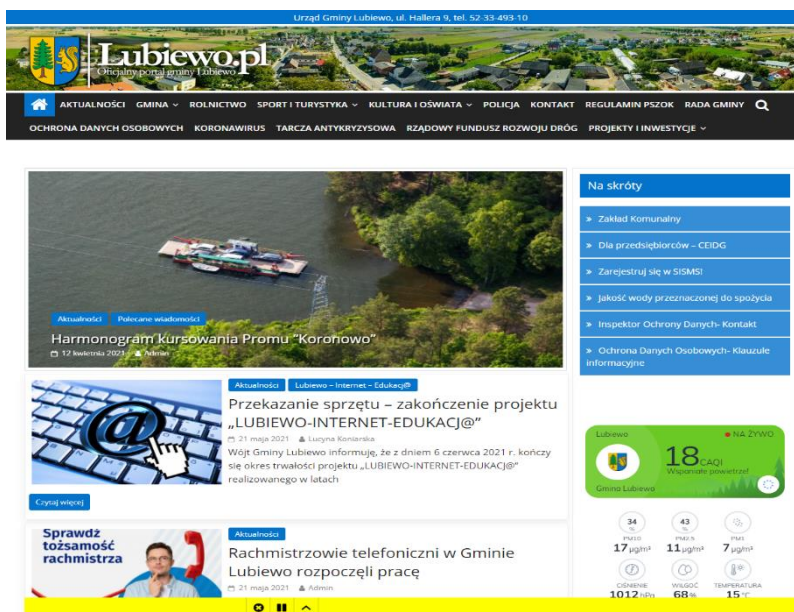 Urząd Gminy Lubiewo, ul. Hallera 9, tel. 52-33-493-10
Lubiewo.pl
Oficjalny portal gminy Lubiewo
AKTUALNOŚCI GMINA ROLNICTWO SPORT I TURYSTYKA KULTURA I OŚWIATA POLICJA KONTAKT REGULAMIN PSZOK RADA GMINY
OCHRONA DANYCH OSOBOWYCH KORONAWIRUS TARCZA ANTYKRYZYSOWA RZĄDOWY FUNDUSZ ROZWOJU DRÓG PROJEKTY I INWESTYCJE
Aktualności Polecane wiadomości
Harmonogram kursowania Promu "Koronowo"
12 kwietnia 2021 Admin
Aktualności Lubiewo – Internet – Edukacj@
Przekazanie sprzętu – zakończenie projektu
„LUBIEWO-INTERNET-EDUKACJ@”
21 maja 2021 Lucyna Koniarska
Wójt Gminy Lubiewo informuję, że z dniem 6 czerwca 2021 r. kończy
się okres trwałości projektu „LUBIEWO-INTERNET-EDUKACJ@”
realizowanego w latach
Czytaj więcej
Sprawdź
tożsamość
rachmistrza
Aktualności
Rachmistrzowie telefoniczni w Gminie
Lubiewo rozpoczęli pracę
21 maja 2021 Admin
Na skróty
» Zakład Komunalny
» Dla przedsiębiorców – CEIDG
» Zarejestruj się w SISMS!
» Jakość wody przeznaczonej do spożycia
» Inspektor Ochrony Danych- Kontakt
» Ochrona Danych Osobowych- Klauzule
informacyjne
Lubiewo NA ŻYWO
18 CAQI
Wspaniałe powietrze!
Gmina Lubiewo
34 % 43 %
PM10 PM2.5 PM1
17 µg/m³ 11 µg/m³ 7 µg/m³
CIŚNIENIE WILGOĆ TEMPERATURA
1012 hPa 68 % 15 °C